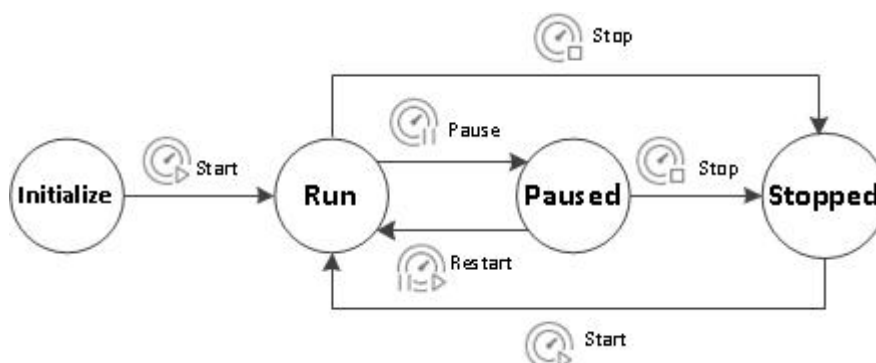 Stop
Pause
Start
Stop
Initialize
Run
Paused
Stopped
Restart
Start